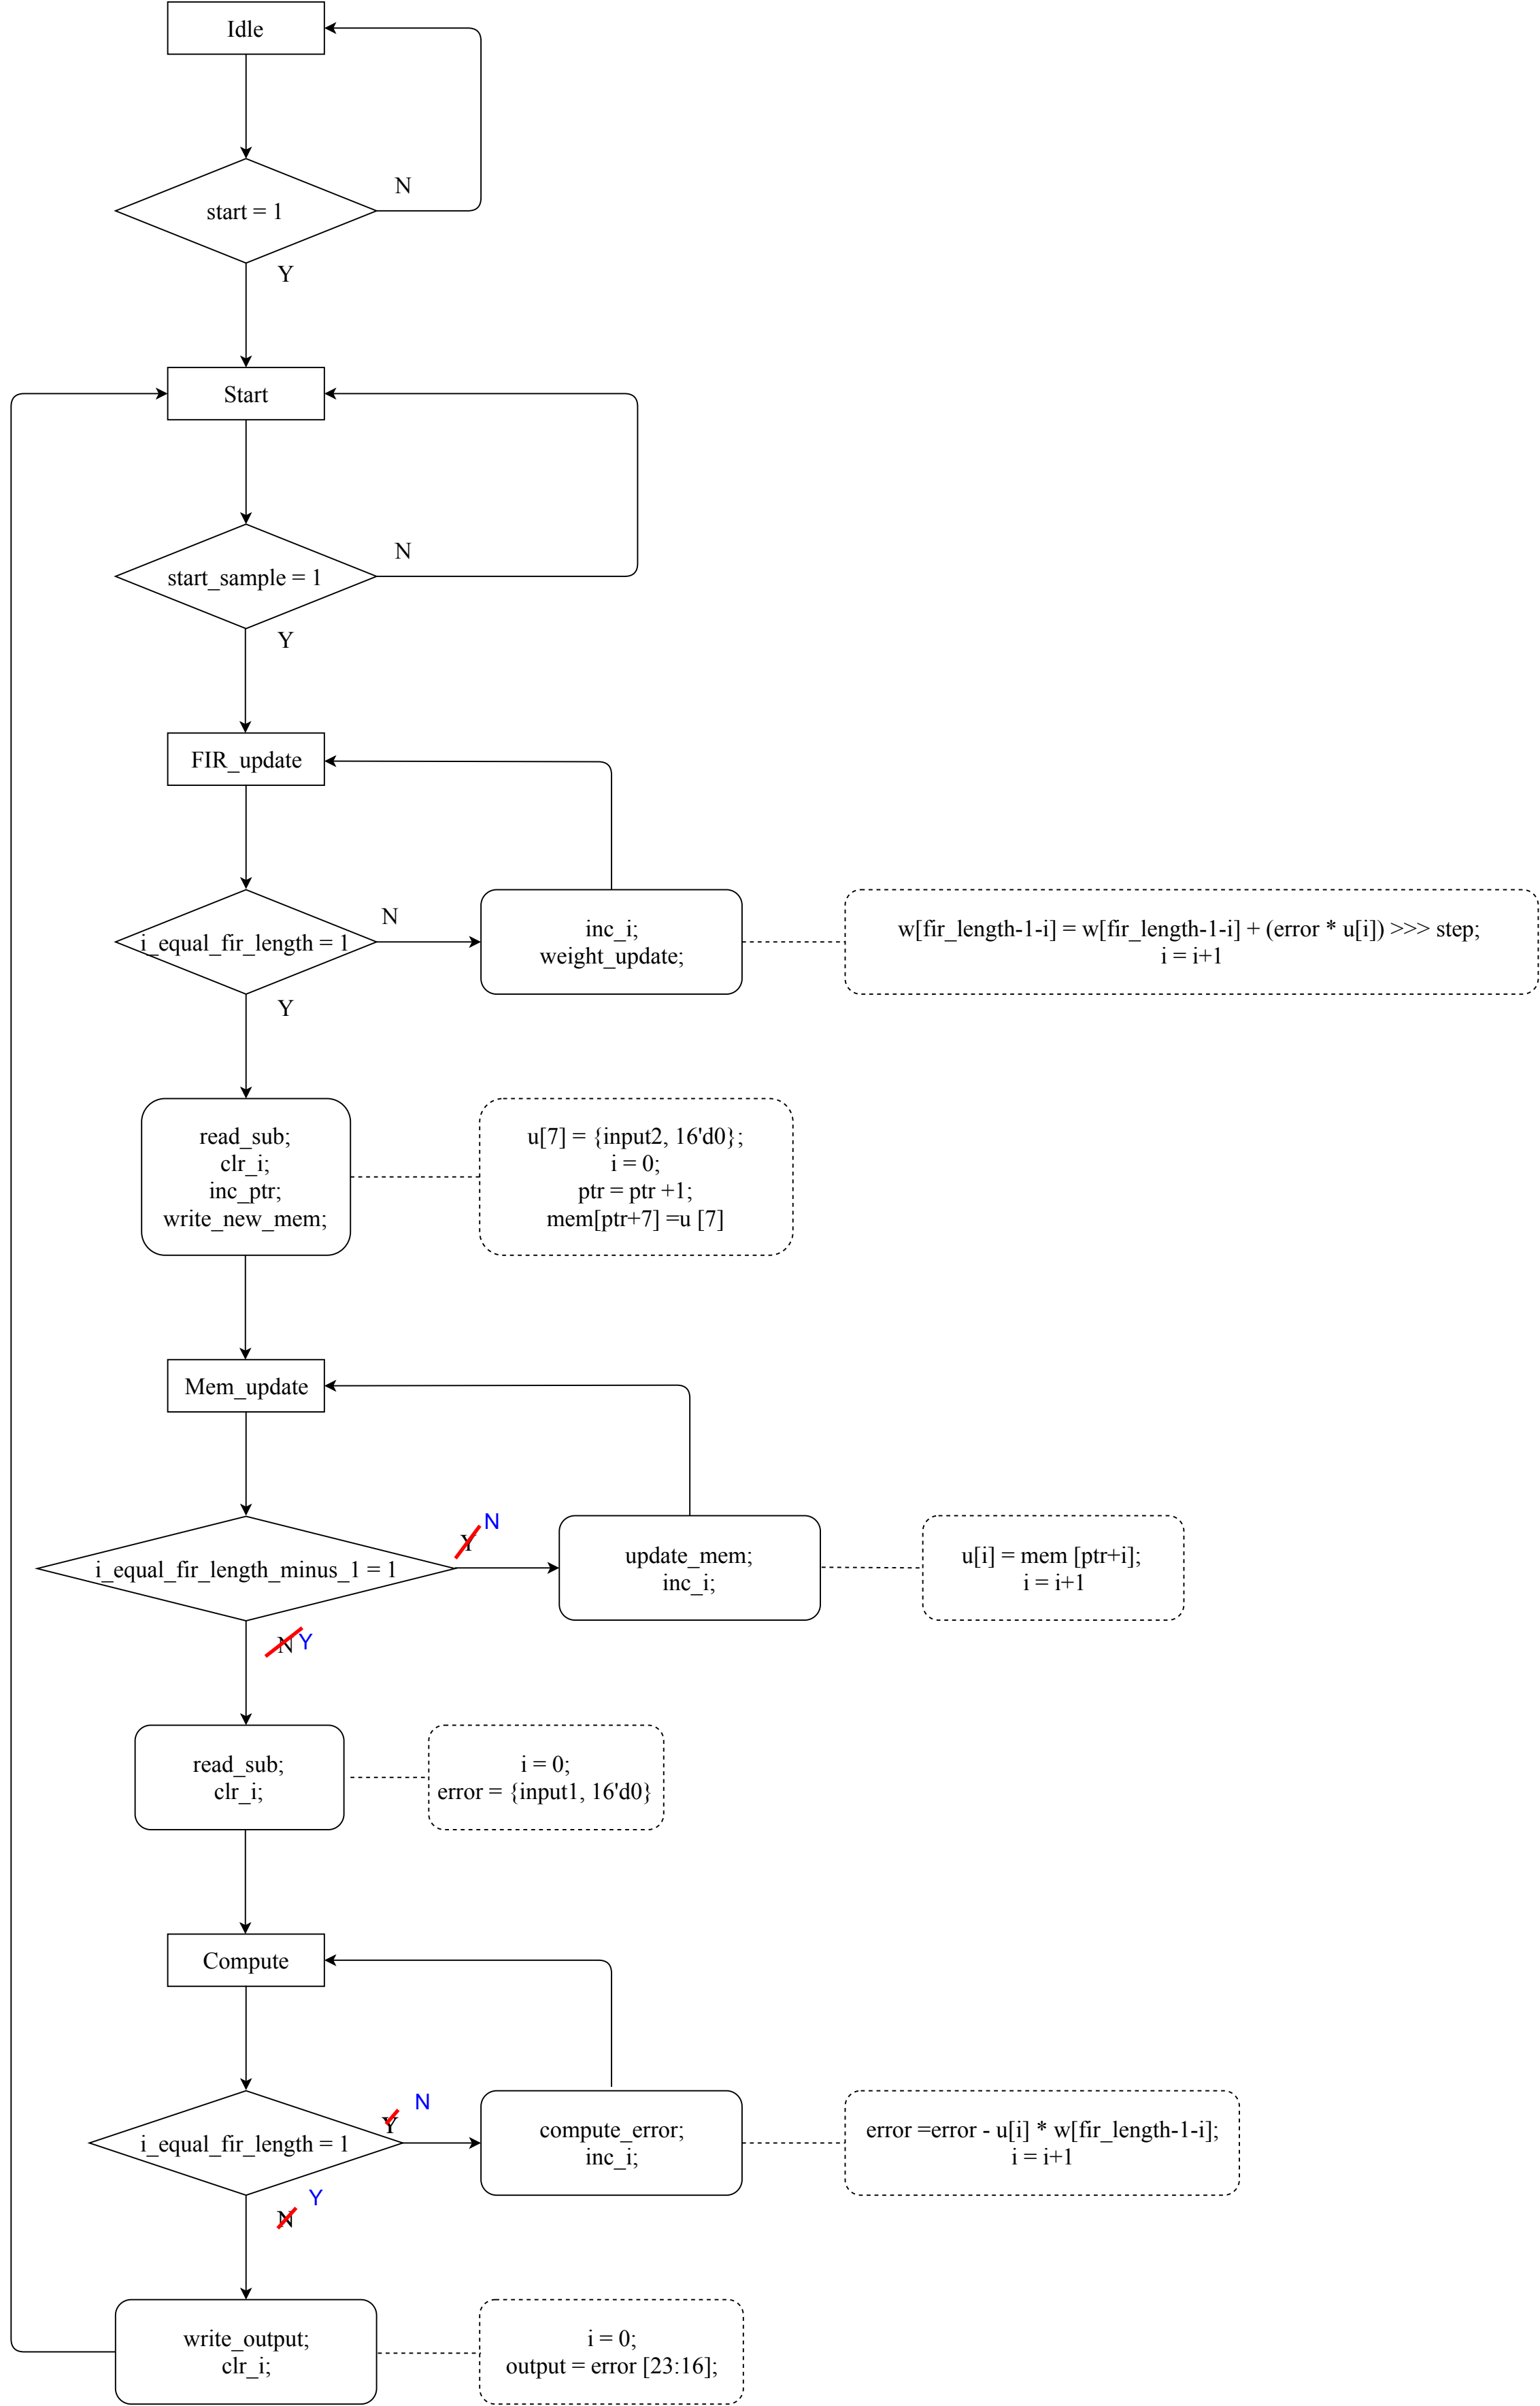 Idle
N
start = 1
Y
Start
N
start_sample = 1
Y
FIR_update
N
i_equal_fir_length = 1
inc_i;
weight_update;
w[fir_length-1-i] = w[fir_length-1-i] + (error * u[i]) >>> step;
i = i+1
Y
read_sub;
clr_i;
inc_ptr;
write_new_mem;
u[7] = {input2, 16'd0};
i = 0;
ptr = ptr +1;
mem[ptr+7] =u [7]
Mem_update
Y N
i_equal_fir_length_minus_1 = 1
update_mem;
inc_i;
u[i] = mem [ptr+i];
i = i+1
N Y
read_sub;
clr_i;
i = 0;
error = {input1, 16'd0}
Compute
Y N
i_equal_fir_length = 1
compute_error;
inc_i;
error =error - u[i] * w[fir_length-1-i];
i = i+1
N Y
write_output;
clr_i;
i = 0;
output = error [23:16];